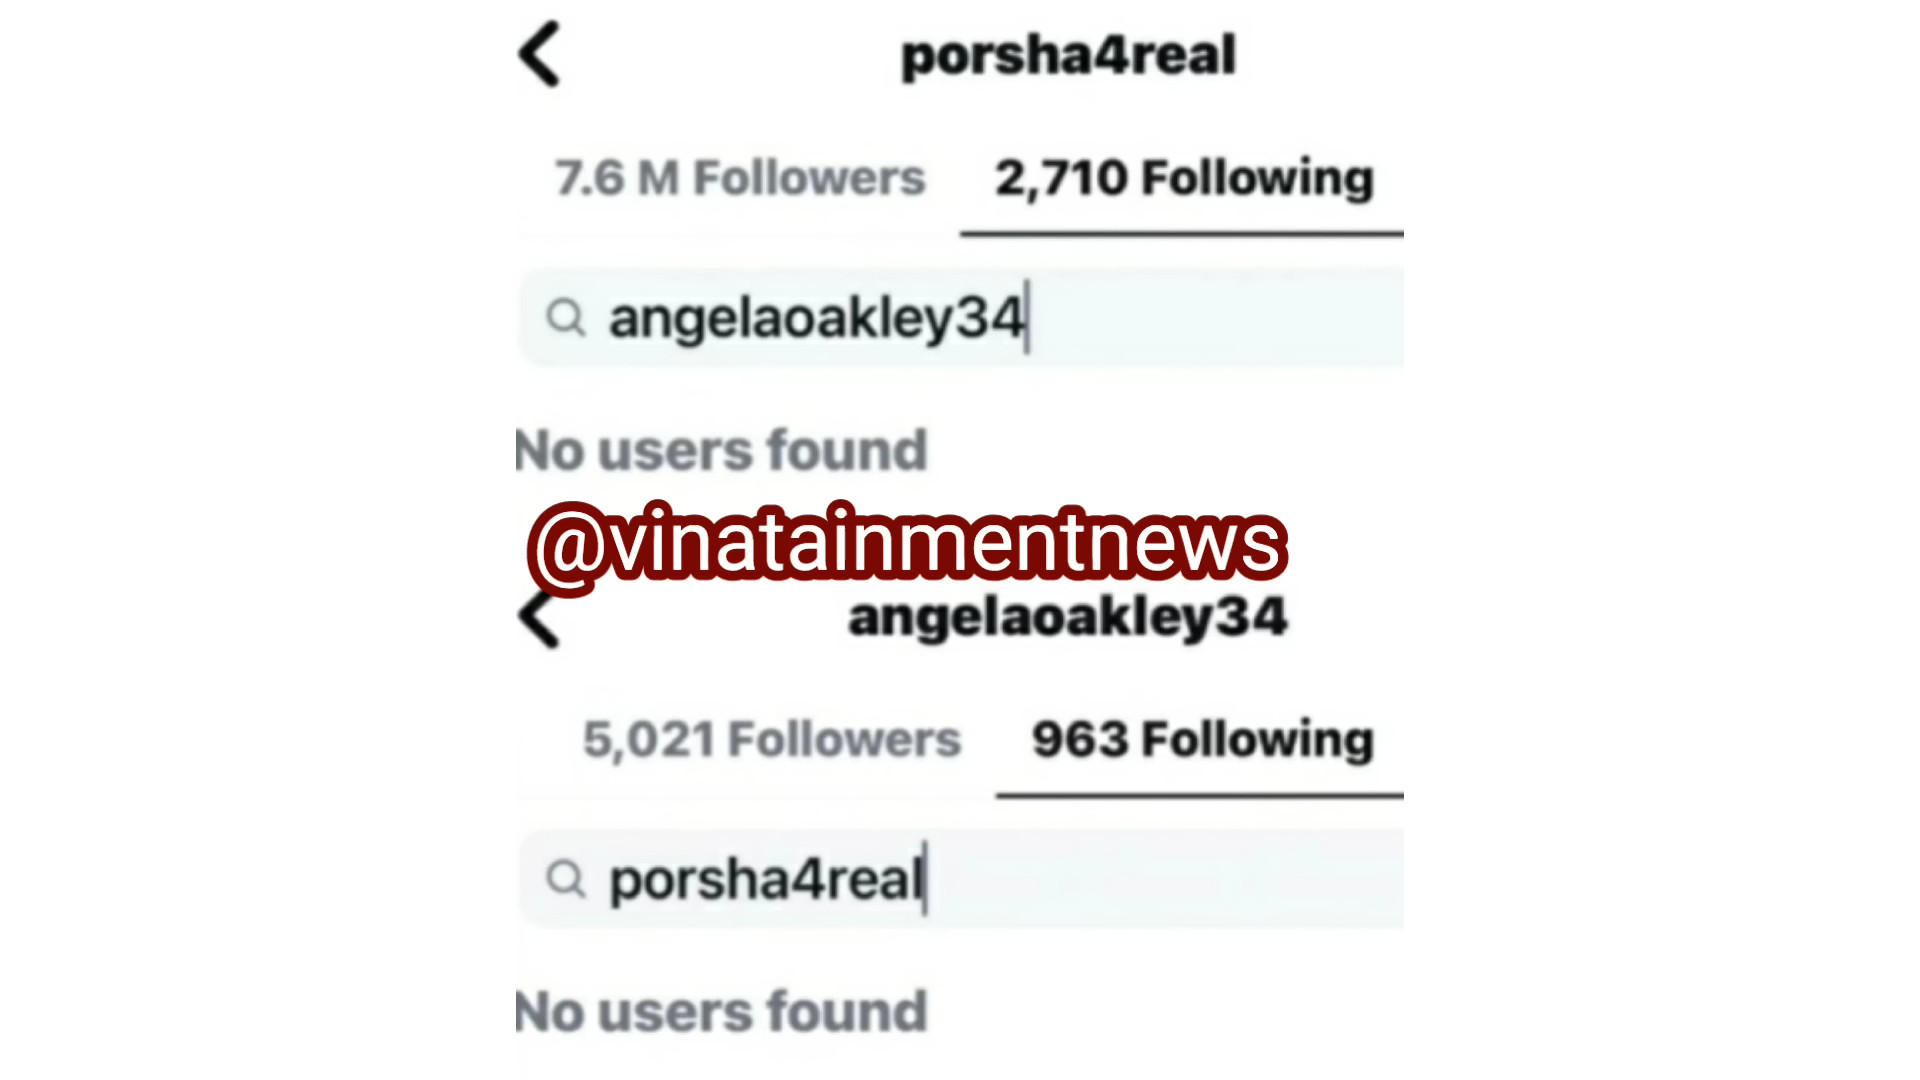 porsha4real
7.6 M Followers 2,710 Following
angelaoakley34
No users found
@vinatainmentnews
angelaoakley34
5,021 Followers 963 Following
porsha4real
No users found